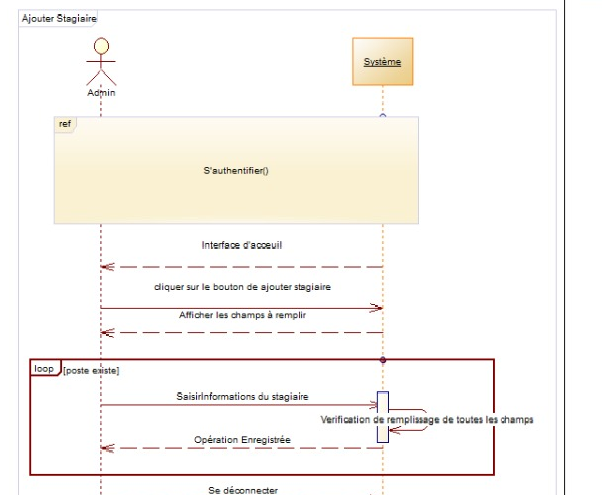 Ajouter Stagiaire
Système
Admin
ref
S'authentifier()
Interface d'acceuil
cliquer sur le bouton de ajouter stagiaire
Afficher les champs à remplir
loop [poste existe]
SaisirInformations du stagiaire
Verification de remplissage de toutes les champs
Opération Enregistrée
Se déconnecter